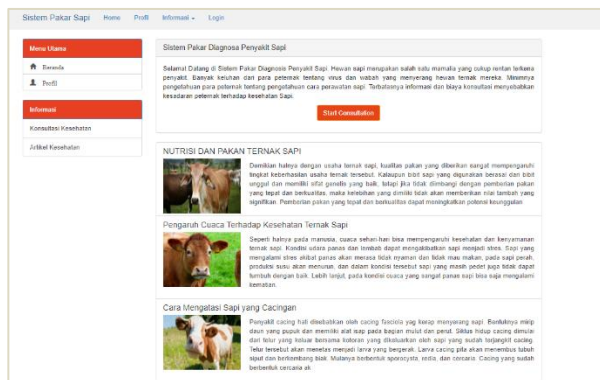 Sistem Pakar Sapi Home Profil Informasi Login
Menu Utama
Beranda
Profil
Informasi
Konsultasi Kesehatan
Artikel Kesehatan
Sistem Pakar Diagnosa Penyakit Sapi
Selamat Datang di Sistem Pakar Diagnosis Penyakit Sapi. Hewan sapi merupakan salah satu mamalia yang cukup rentan terkena
penyakit. Banyak keluhan dari para peternak tentang virus dan wabah yang menyerang hewan ternak mereka. Minimnya
pengetahuan para peternak tentang pengetahuan cara perawatan sapi. Terbatasnya informasi dan biaya konsultasi menyebabkan
kesadaran peternak terhadap kesehatan Sapi.
Start Consultation
NUTRISI DAN PAKAN TERNAK SAPI
Demikian halnya dengan usaha ternak sapi, kualitas pakan yang diberikan sangat mempengaruhi
tingkat keberhasilan usaha ternak tersebut. Kalaupun bibit sapi yang digunakan berasal dari bibit
unggul dan memiliki sifat genetis yang baik, tetapi jika tidak diimbangi dengan pemberian pakan
yang tepat dan berkualitas, maka kelebihan yang dimiliki tidak akan memberikan nilai tambah yang
signifikan. Pemberian pakan yang tepat dan berkualitas dapat meningkatkan potensi keunggulan
Pengaruh Cuaca Terhadap Kesehatan Ternak Sapi
Seperti halnya pada manusia, cuaca sehari-hari bisa mempengaruhi kesehatan dan kenyamanan
ternak sapi. Kondisi udara panas dan lembab dapat mengakibatkan sapi menjadi stres. Sapi yang
mengalami stres akibat panas akan merasa tidak nyaman dan tidak mau makan, pada sapi perah,
produksi susu akan menurun, dan dalam kondisi tersebut sapi yang masih pedet juga tidak dapat
tumbuh dengan baik. Lebih lanjut, pada kondisi cuaca yang sangat panas sapi bisa saja mengalami
kematian.
Cara Mengatasi Sapi yang Cacingan
Penyakit cacing hati disebabkan oleh cacing fasciola yag kerap menyerang sapi. Bentuknya mirip
daun yang pupuk dan memiliki alat isap pada bagian mulut dan perut. Siklus hidup cacing dimulai
dari telur yang keluar bersama kotoran yang dikeluarkan oleh sapi yang sudah terjangkit cacing.
Telur tersebut akan menetas menjadi larva yang bergerak. Larva cacing pita akan menembus tubuh
siput dan berkembang biak. Mulanya berbentuk sporocysta, redia, dan cercaria. Cacing yang sudah
berbentuk cercaria ak